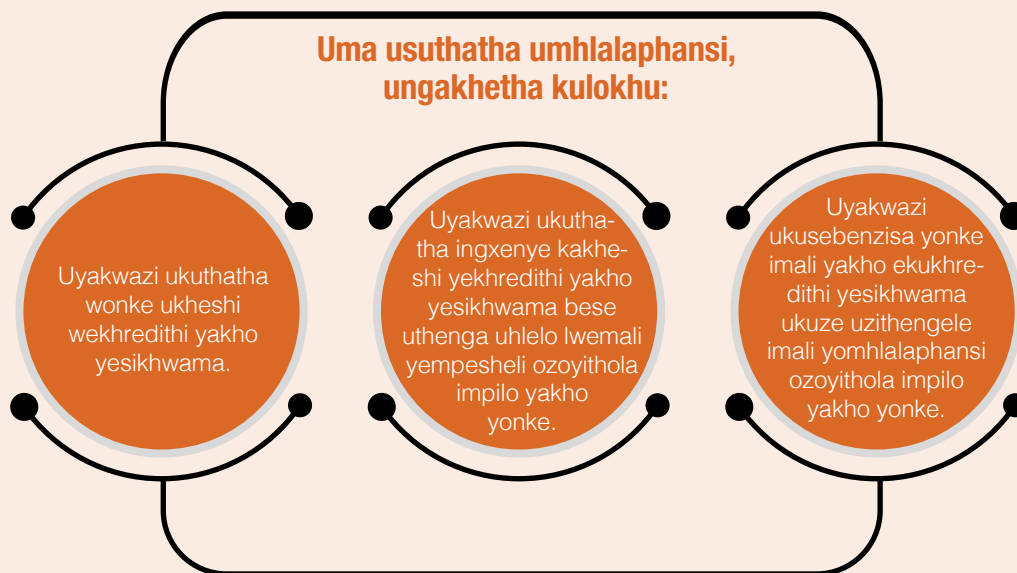 Uma usuthatha umhlalaphansi,
ungakhetha kulokhu:
Uyakwazi ukuthatha
wonke ukheshi
wekhredithi yakho
yesikhwama.
Uyakwazi ukutha-
tha ingxenye kakhe-
shi yekhredithi yakho
yesikhwama bese
uthenga uhlelo lwemali
yempesheli ozoyithola
impilo yakho
yonke.
Uyakwazi
ukusebenzisa yonke
imali yakho ekukhre-
dithi yesikhwama
ukuze uzithengele
imali yomhlalaphansi
ozoyithola impilo
yakho yonke.